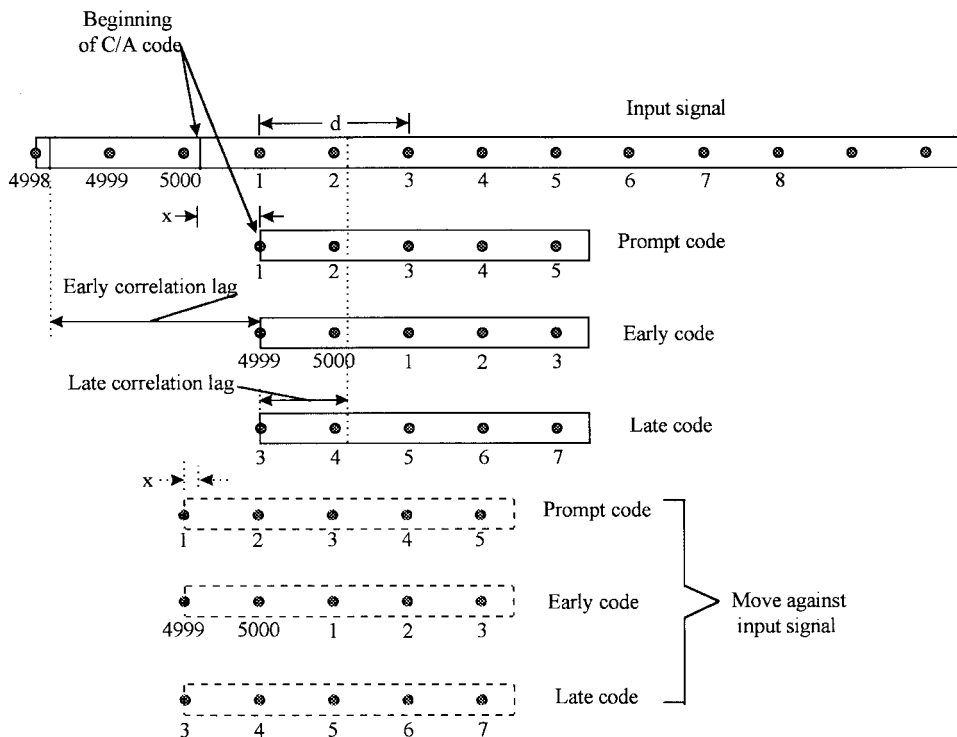 Beginning
of C/A code
d
Input signal
4998 4999 5000 1 2 3 4 5 6 7 8
x
Prompt code
1 2 3 4 5
Early correlation lag
Early code
4999 5000 1 2 3
Late correlation lag
Late code
3 4 5 6 7
x
Prompt code
1 2 3 4 5
Early code
Move against
input signal
4999 5000 1 2 3
Late code
3 4 5 6 7